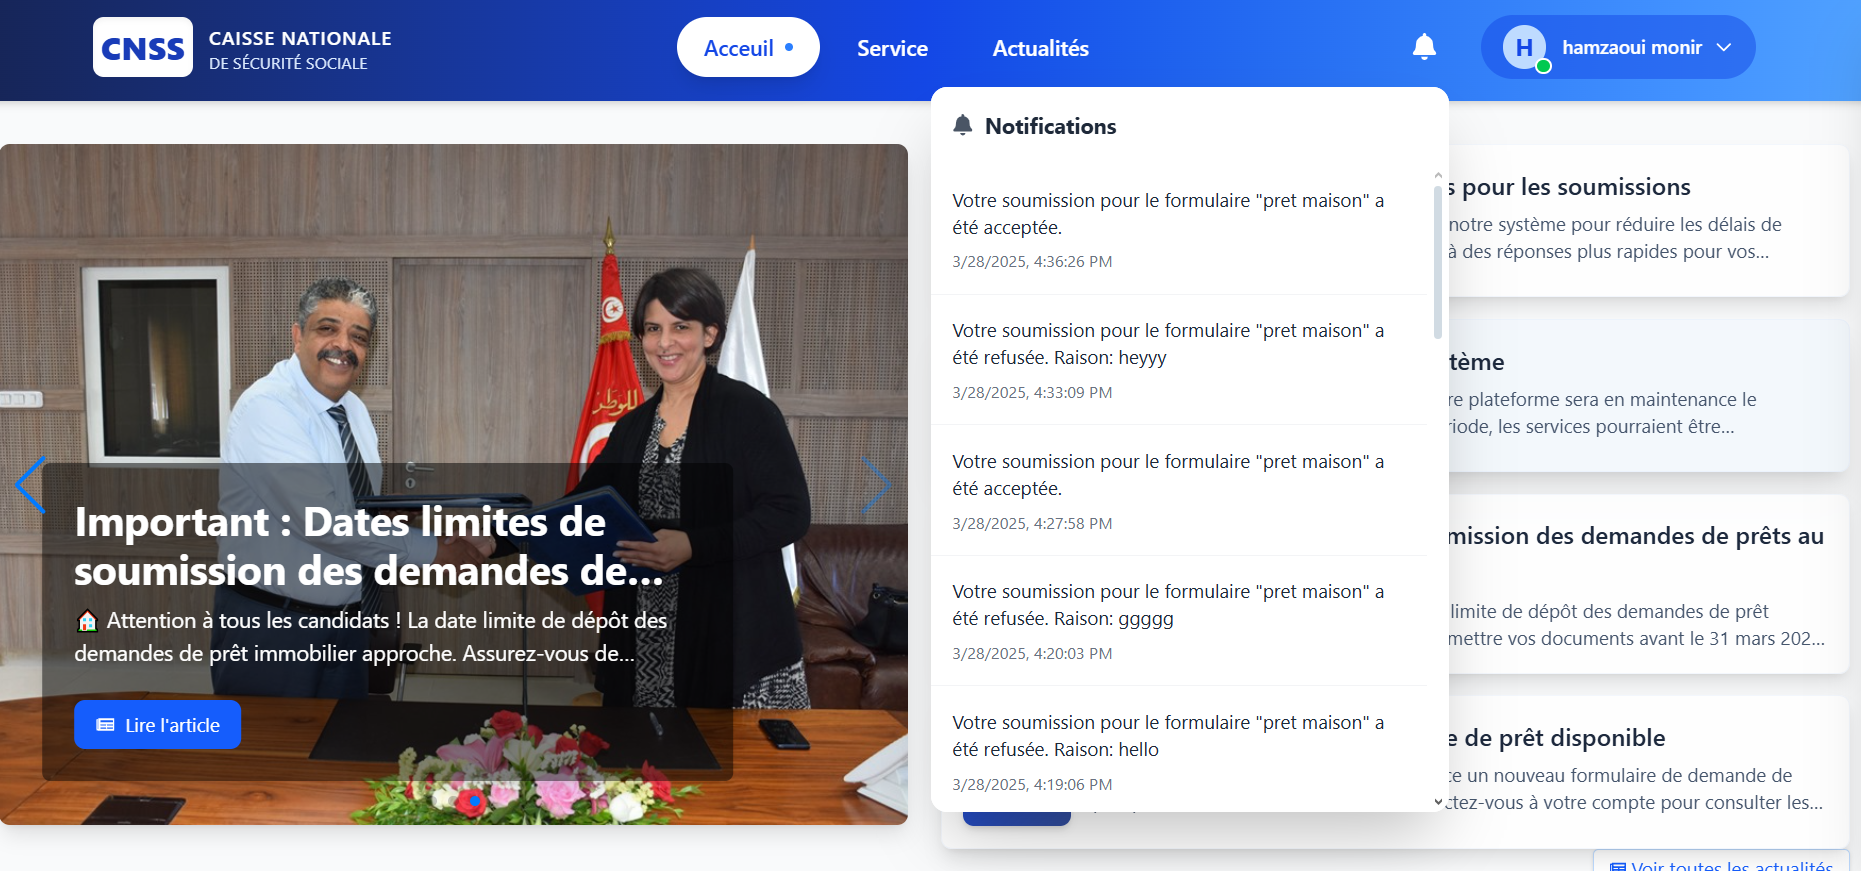 CNSS
CAISSE NATIONALE
DE SÉCURITÉ SOCIALE
Acceuil
Service
Actualités
H
hamzaoui monir
Notifications
Votre soumission pour le formulaire "pret maison" a
été acceptée.
3/28/2025, 4:36:26 PM
Votre soumission pour le formulaire "pret maison" a
été refusée. Raison: heyyy
3/28/2025, 4:33:09 PM
Votre soumission pour le formulaire "pret maison" a
été acceptée.
3/28/2025, 4:27:58 PM
Votre soumission pour le formulaire "pret maison" a
été refusée. Raison: ggggg
3/28/2025, 4:20:03 PM
Votre soumission pour le formulaire "pret maison" a
été refusée. Raison: hello
3/28/2025, 4:19:06 PM
Important : Dates limites de
soumission des demandes de...
🏠 Attention à tous les candidats ! La date limite de dépôt des
demandes de prêt immobilier approche. Assurez-vous de...
Lire l'article
للوطن
s pour les soumissions
notre système pour réduire les délais de
à des réponses plus rapides pour vos...
tème
re plateforme sera en maintenance le
riode, les services pourraient être...
mission des demandes de prêts au
limite de dépôt des demandes de prêt
mettre vos documents avant le 31 mars 202...
e de prêt disponible
ce un nouveau formulaire de demande de
ctez-vous à votre compte pour consulter les...
Voir toutes les actualités